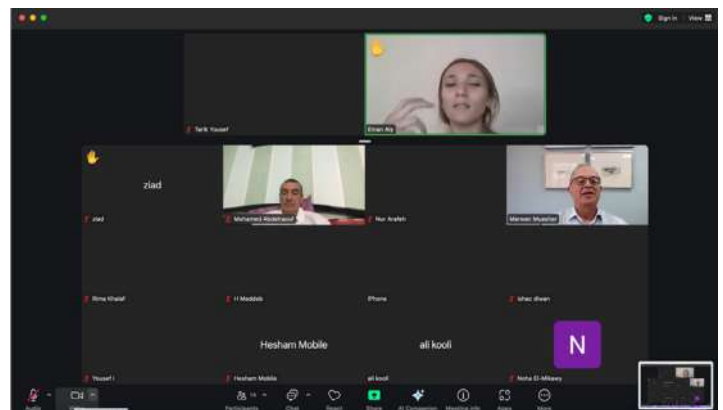 Sign in View
Tarik Yousef
Eman Aly
ziad
ziad
Mohamed Abdelraouf
Nur Arafeh
Marwan Muasher
Rima Khalaf
H Meddeb
iPhone
ishac diwan
Hesham Mobile
ali kooli
N
Yousef I
Hesham Mobile
ali kooli
Noha El-Mikawy
Audio
Participants
Chat
React
Share
AI Companion
Meeting info
Apps
More